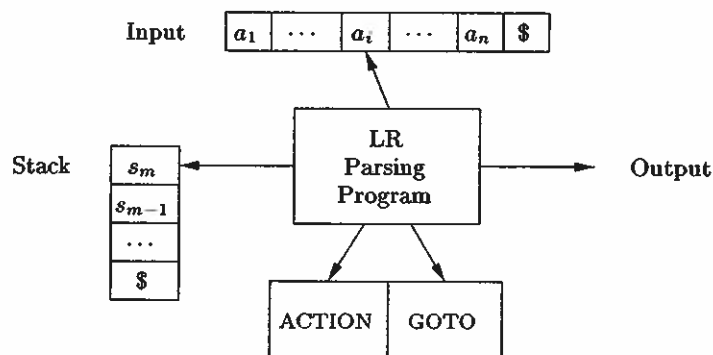 Input a₁ ⋯ aᵢ ⋯ aₙ $
LR
Parsing
Program
Stack
sₘ
sₘ₋₁
⋯
$
Output
ACTION GOTO